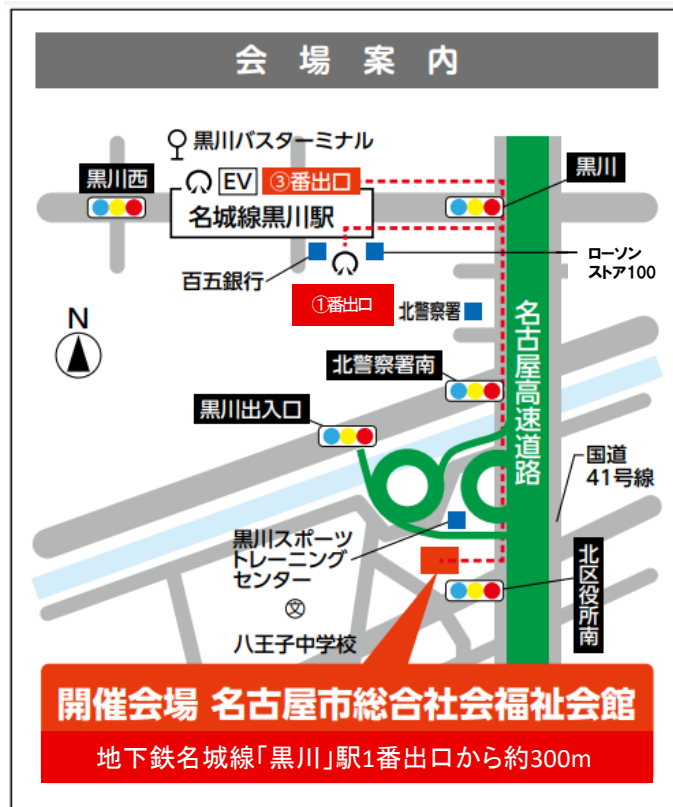 会場案内
黒川バスターミナル
黒川西
EV
③番出口
黒川
名城線黒川駅
百五銀行
ローソン
ストア100
①番出口
北警察署
N
名古屋高速道路
北警察署南
黒川出入口
国道
41号線
黒川スポーツ
トレーニング
センター
北区役所南
文
八王子中学校
開催会場 名古屋市総合社会福祉会館
地下鉄名城線「黒川」駅1番出口から約300m